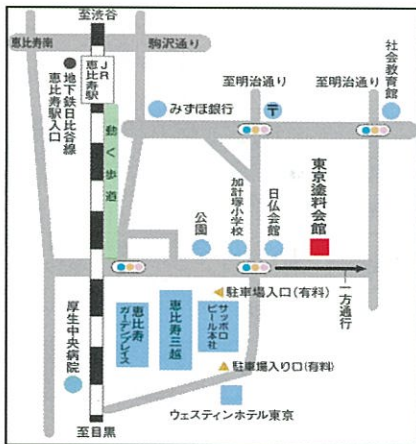 至渋谷
恵比寿南
駒沢通り
JR
恵比寿駅
地下鉄日比谷線
恵比寿駅入口
動く歩道
みずほ銀行
至明治通り
〒
至明治通り
社会教育館
公園
加計塚小学校
日仏会館
東京塗料会館
一方通行
駐車場入口(有料)
厚生中央病院
恵比寿
ガーデンプレイス
恵比寿三越
サッポロ
ビール本社
駐車場入り口(有料)
ウェスティンホテル東京
至目黒